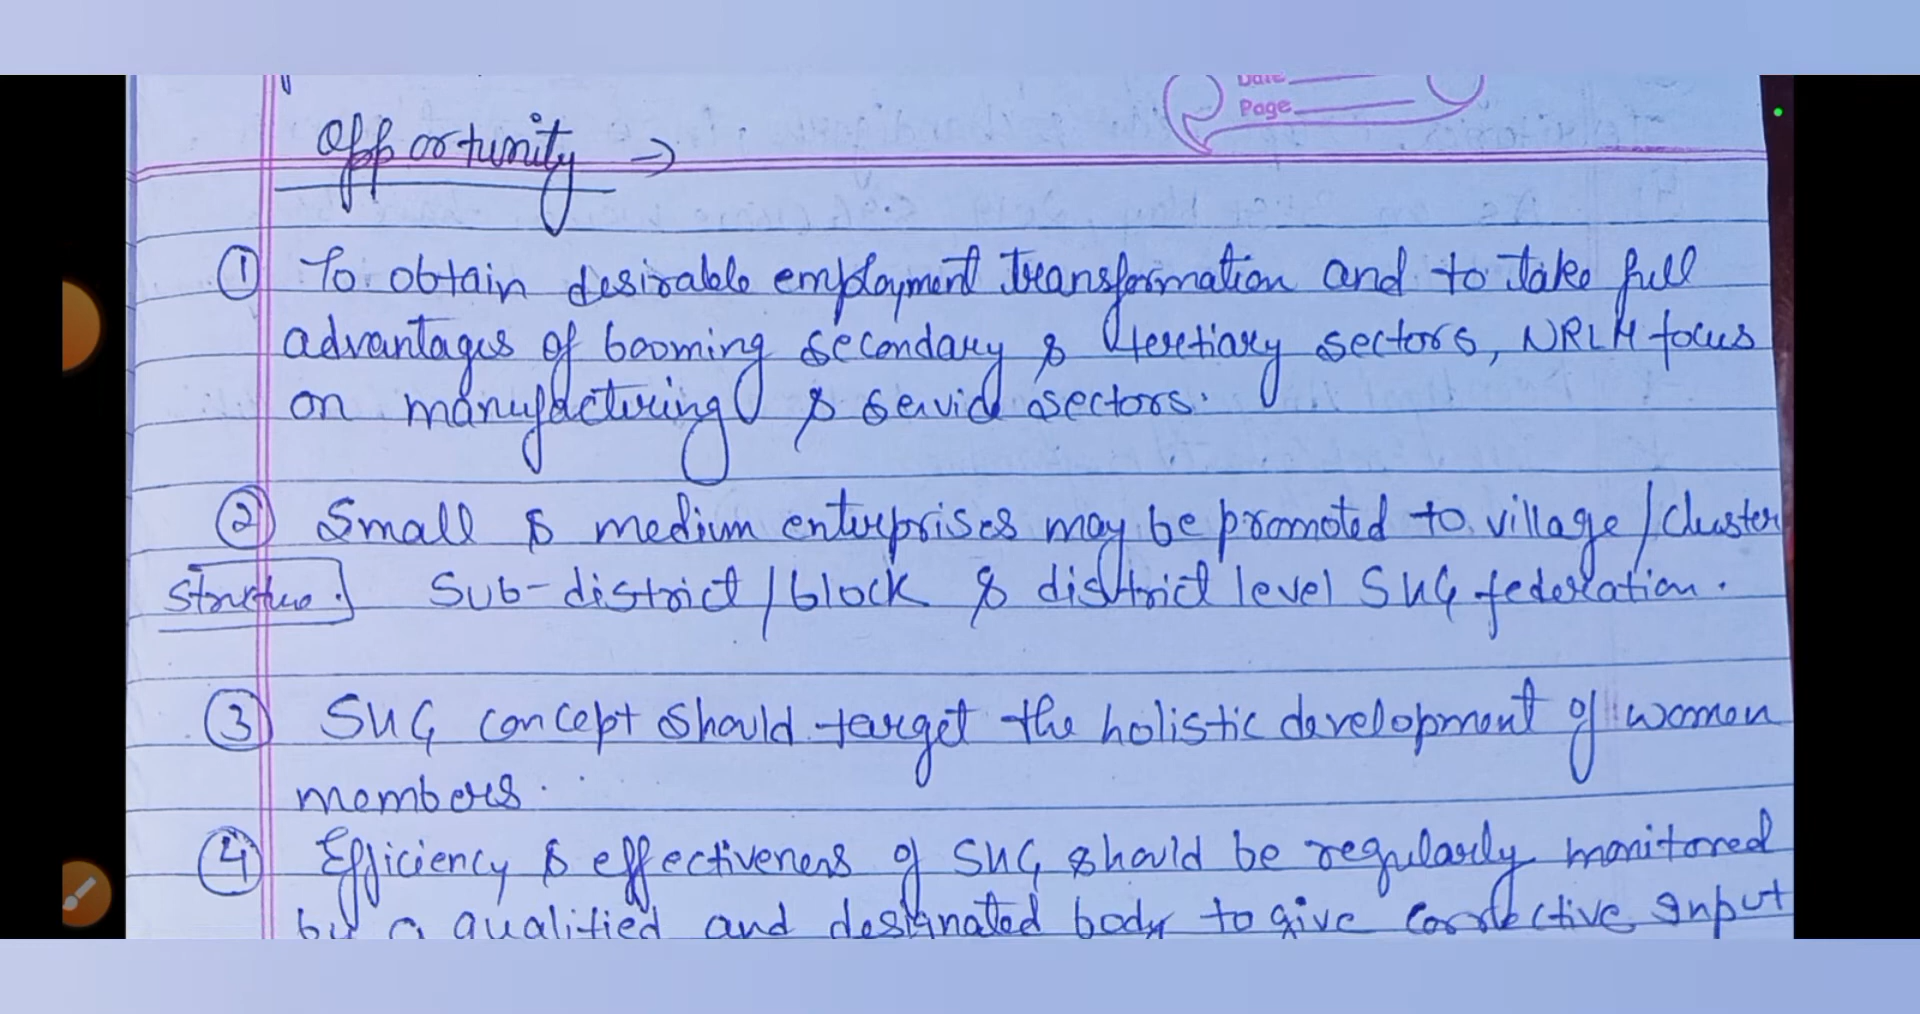 Date
Page
Opportunity →
① To obtain desirable employment transformation and to take full
advantages of booming secondary & tertiary sectors, NRLM focus
on manufacturing & service sectors.
② Small & medium enterprises may be promoted to village/cluster
Structure. Sub-district/block & district level SHG federation.
③ SHG concept should target the holistic development of women
members.
④ Efficiency & effectiveness of SHG should be regularly monitored
by a qualified and designated body to give corrective input